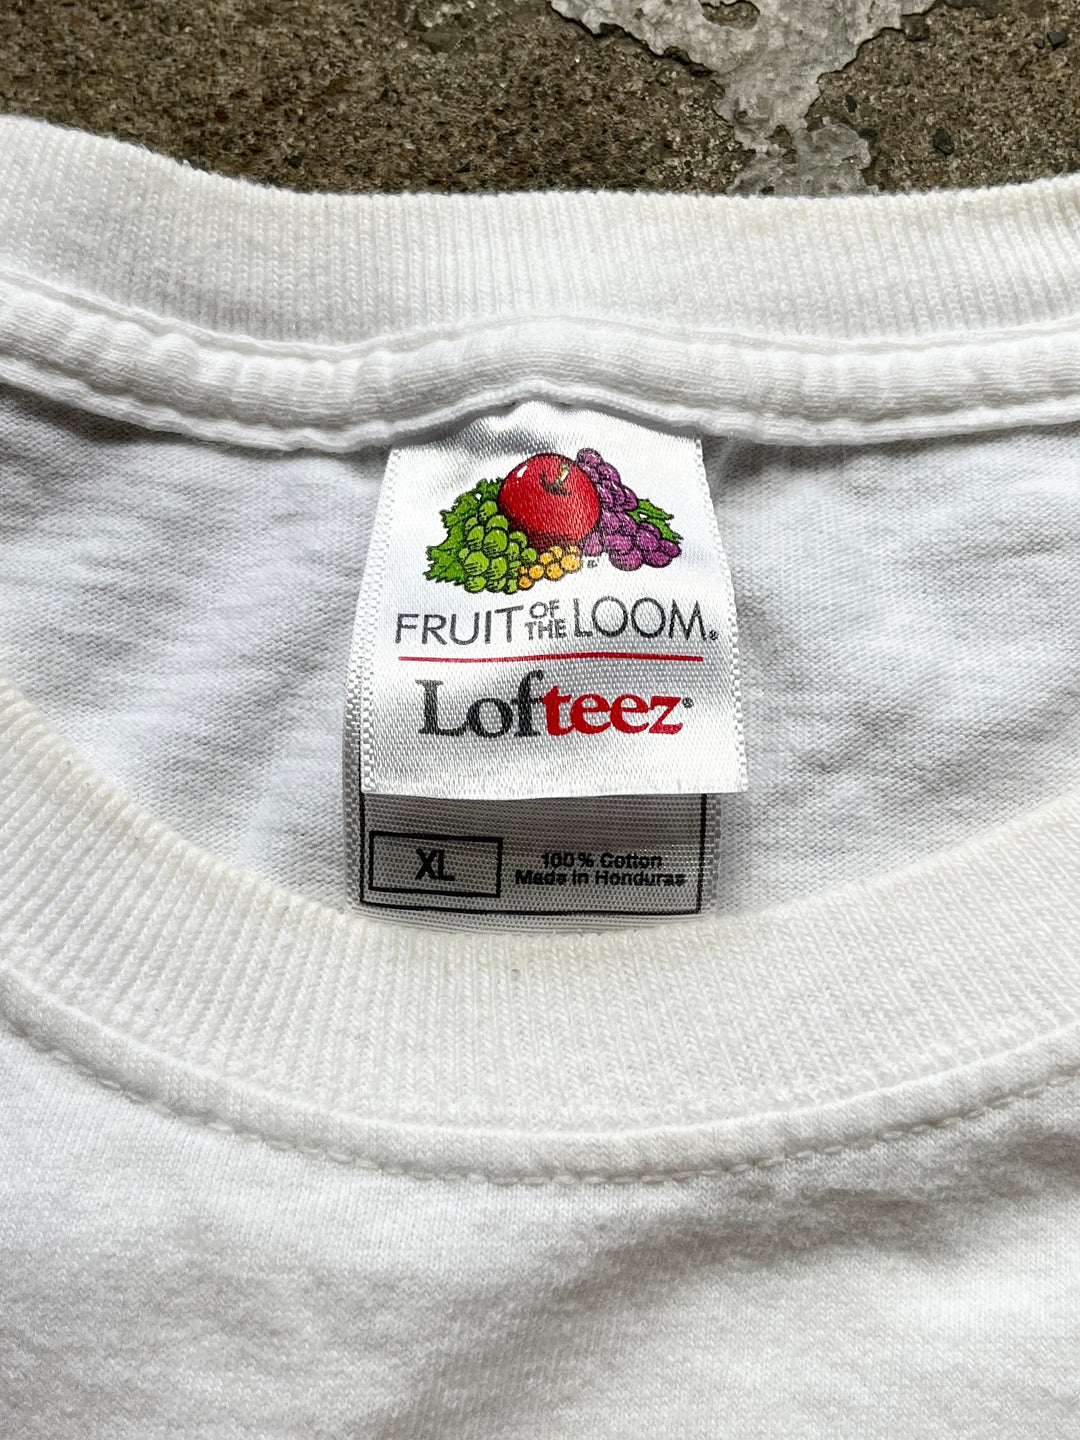 FRUIT OF THE LOOM®
Lofteez®
XL
100% Cotton
Made in Honduras